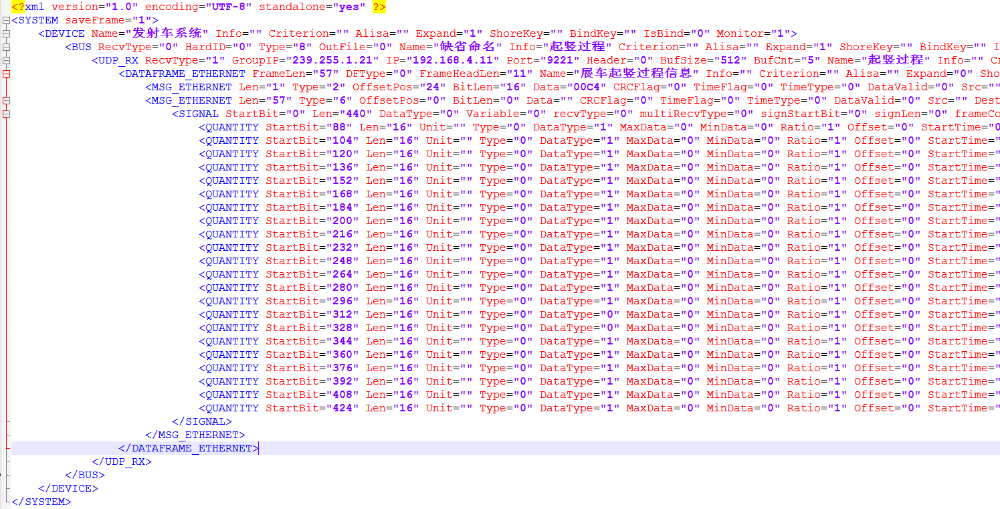 <?xml version="1.0" encoding="UTF-8" standalone="yes" ?>
<SYSTEM saveFrame="1">
<DEVICE Name="发射车系统" Info="" Criterion="" Alisa="" Expand="1" ShoreKey="" BindKey="" IsBind="0" Monitor="1">
<BUS RecvType="0" HardID="0" Type="8" OutFile="0" Name="缺省命名" Info="起竖过程" Criterion="" Alisa="" Expand="1" ShoreKey="" BindKey="" I
<UDP_RX RecvType="1" GroupIP="239.255.1.21" IP="192.168.4.11" Port="9221" Header="0" BufSize="512" BufCnt="5" Name="起竖过程" Info="" Cr
<DATAFRAME_ETHERNET FrameLen="57" DFType="0" FrameHeadLen="11" Name="展车起竖过程信息" Info="" Criterion="" Alisa="" Expand="0" Sho
<MSG_ETHERNET Len="1" Type="2" OffsetPos="24" BitLen="16" Data="00C4" CRCFlag="0" TimeFlag="0" TimeType="0" DataValid="0" Src=""
<MSG_ETHERNET Len="57" Type="6" OffsetPos="0" BitLen="0" Data="" CRCFlag="0" TimeFlag="0" TimeType="0" DataValid="0" Src="" Dest
<SIGNAL StartBit="0" Len="440" DataType="0" Variable="0" recvType="0" multiRecvType="0" signStartBit="0" signLen="0" frameCo
<QUANTITY StartBit="88" Len="16" Unit="" Type="0" DataType="1" MaxData="0" MinData="0" Ratio="1" Offset="0" StartTime="0
<QUANTITY StartBit="104" Len="16" Unit="" Type="0" DataType="1" MaxData="0" MinData="0" Ratio="1" Offset="0" StartTime="
<QUANTITY StartBit="120" Len="16" Unit="" Type="0" DataType="1" MaxData="0" MinData="0" Ratio="1" Offset="0" StartTime="
<QUANTITY StartBit="136" Len="16" Unit="" Type="0" DataType="1" MaxData="0" MinData="0" Ratio="1" Offset="0" StartTime="
<QUANTITY StartBit="152" Len="16" Unit="" Type="0" DataType="1" MaxData="0" MinData="0" Ratio="1" Offset="0" StartTime="
<QUANTITY StartBit="168" Len="16" Unit="" Type="0" DataType="1" MaxData="0" MinData="0" Ratio="1" Offset="0" StartTime="
<QUANTITY StartBit="184" Len="16" Unit="" Type="0" DataType="1" MaxData="0" MinData="0" Ratio="1" Offset="0" StartTime="
<QUANTITY StartBit="200" Len="16" Unit="" Type="0" DataType="1" MaxData="0" MinData="0" Ratio="1" Offset="0" StartTime="
<QUANTITY StartBit="216" Len="16" Unit="" Type="0" DataType="1" MaxData="0" MinData="0" Ratio="1" Offset="0" StartTime="
<QUANTITY StartBit="232" Len="16" Unit="" Type="0" DataType="1" MaxData="0" MinData="0" Ratio="1" Offset="0" StartTime="
<QUANTITY StartBit="248" Len="16" Unit="" Type="0" DataType="1" MaxData="0" MinData="0" Ratio="1" Offset="0" StartTime="
<QUANTITY StartBit="264" Len="16" Unit="" Type="0" DataType="1" MaxData="0" MinData="0" Ratio="1" Offset="0" StartTime="
<QUANTITY StartBit="280" Len="16" Unit="" Type="0" DataType="1" MaxData="0" MinData="0" Ratio="1" Offset="0" StartTime="
<QUANTITY StartBit="296" Len="16" Unit="" Type="0" DataType="1" MaxData="0" MinData="0" Ratio="1" Offset="0" StartTime="
<QUANTITY StartBit="312" Len="16" Unit="" Type="0" DataType="0" MaxData="0" MinData="0" Ratio="1" Offset="0" StartTime="
<QUANTITY StartBit="328" Len="16" Unit="" Type="0" DataType="0" MaxData="0" MinData="0" Ratio="1" Offset="0" StartTime="
<QUANTITY StartBit="344" Len="16" Unit="" Type="0" DataType="1" MaxData="0" MinData="0" Ratio="1" Offset="0" StartTime="
<QUANTITY StartBit="360" Len="16" Unit="" Type="0" DataType="1" MaxData="0" MinData="0" Ratio="1" Offset="0" StartTime="
<QUANTITY StartBit="376" Len="16" Unit="" Type="0" DataType="1" MaxData="0" MinData="0" Ratio="1" Offset="0" StartTime="
<QUANTITY StartBit="392" Len="16" Unit="" Type="0" DataType="1" MaxData="0" MinData="0" Ratio="1" Offset="0" StartTime="
<QUANTITY StartBit="408" Len="16" Unit="" Type="0" DataType="1" MaxData="0" MinData="0" Ratio="1" Offset="0" StartTime="
<QUANTITY StartBit="424" Len="16" Unit="" Type="0" DataType="1" MaxData="0" MinData="0" Ratio="1" Offset="0" StartTime="
</SIGNAL>
</MSG_ETHERNET>
</DATAFRAME_ETHERNET>
</UDP_RX>
</BUS>
</DEVICE>
</SYSTEM>